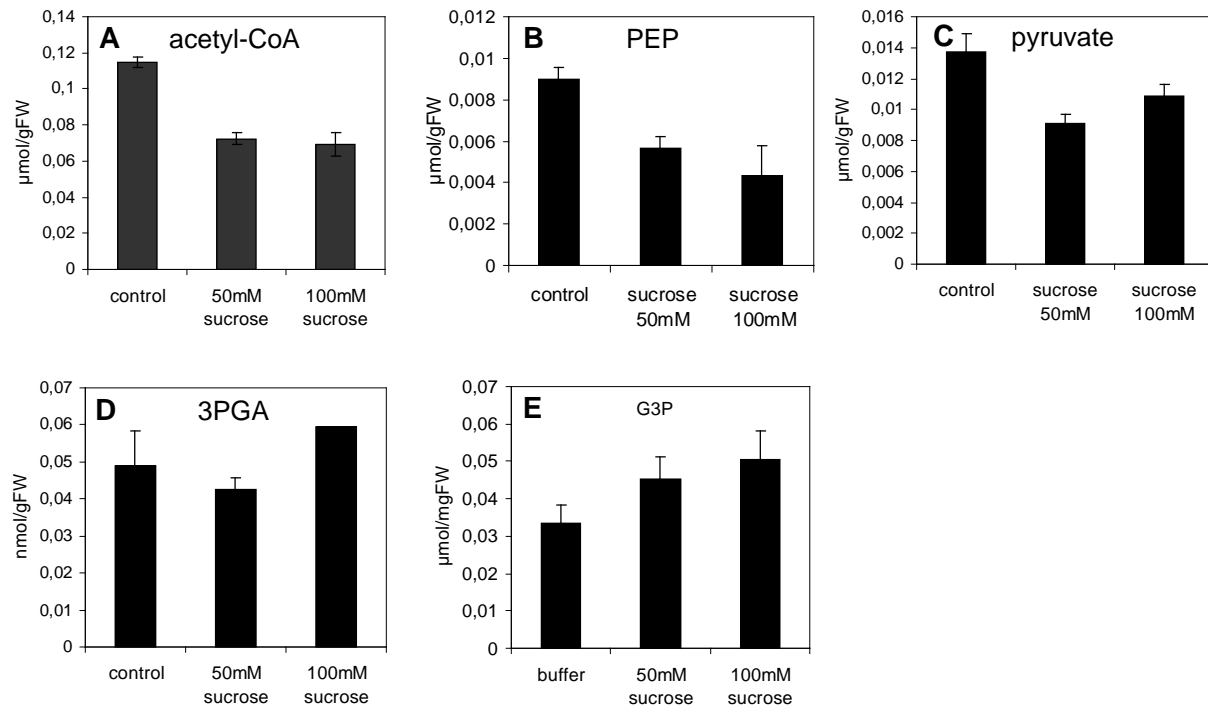 A acetyl-CoA
0,14
0,12
0,1
0,08
0,06
0,04
0,02
0
µmol/gFW
control
50mM
sucrose
100mM
sucrose
B PEP
0,012
0,01
0,008
0,006
0,004
0,002
0
µmol/gFW
control
sucrose
50mM
sucrose
100mM
C pyruvate
0,016
0,014
0,012
0,01
0,008
0,006
0,004
0,002
0
µmol/gFW
control
sucrose
50mM
sucrose
100mM
D 3PGA
0,07
0,06
0,05
0,04
0,03
0,02
0,01
0
nmol/gFW
control
50mM
sucrose
100mM
sucrose
E G3P
0,07
0,06
0,05
0,04
0,03
0,02
0,01
0
µmol/mgFW
buffer
50mM
sucrose
100mM
sucrose